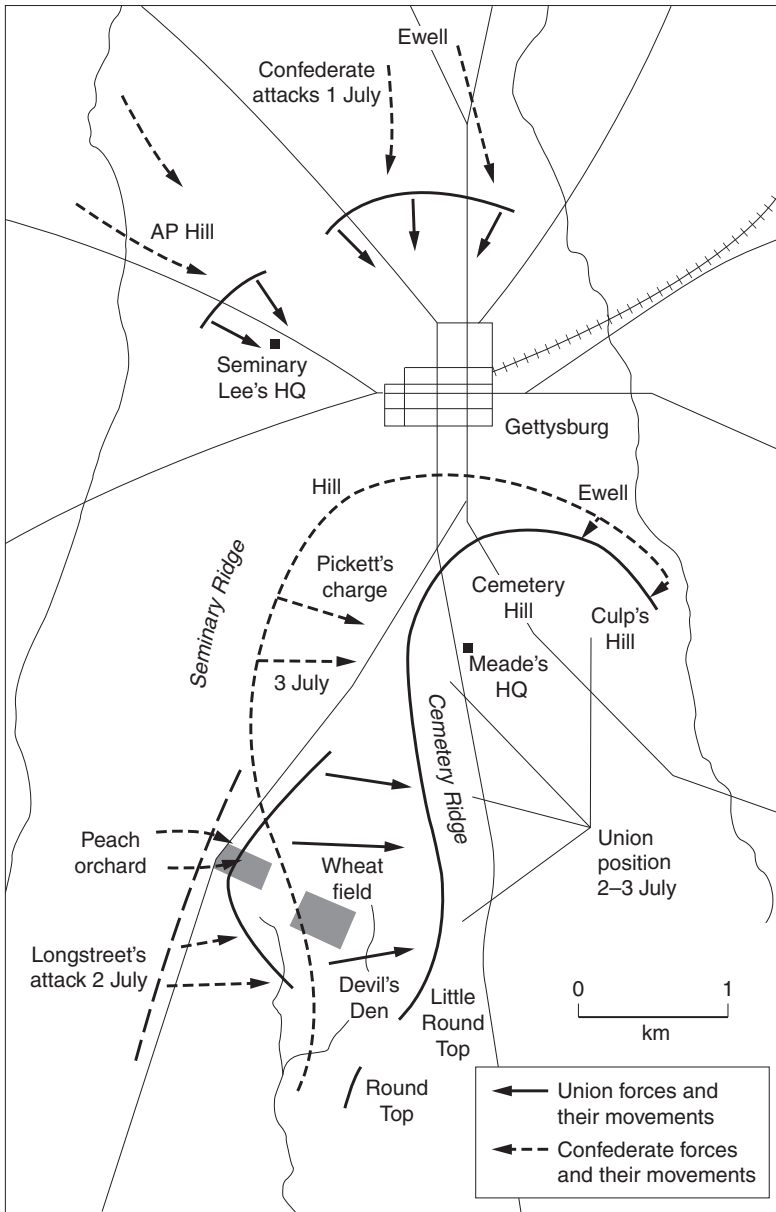 Ewell
Confederate
attacks 1 July
AP Hill
Seminary
Lee's HQ
Gettysburg
Hill
Ewell
Seminary Ridge
Pickett's
charge
Cemetery
Hill
Culp's
Hill
3 July
Meade's
HQ
Cemetery Ridge
Peach
orchard
Wheat
field
Union
position
2–3 July
Longstreet's
attack 2 July
Devil's
Den
Little
Round
Top
0 1
km
Round
Top
Union forces and
their movements
Confederate forces
and their movements